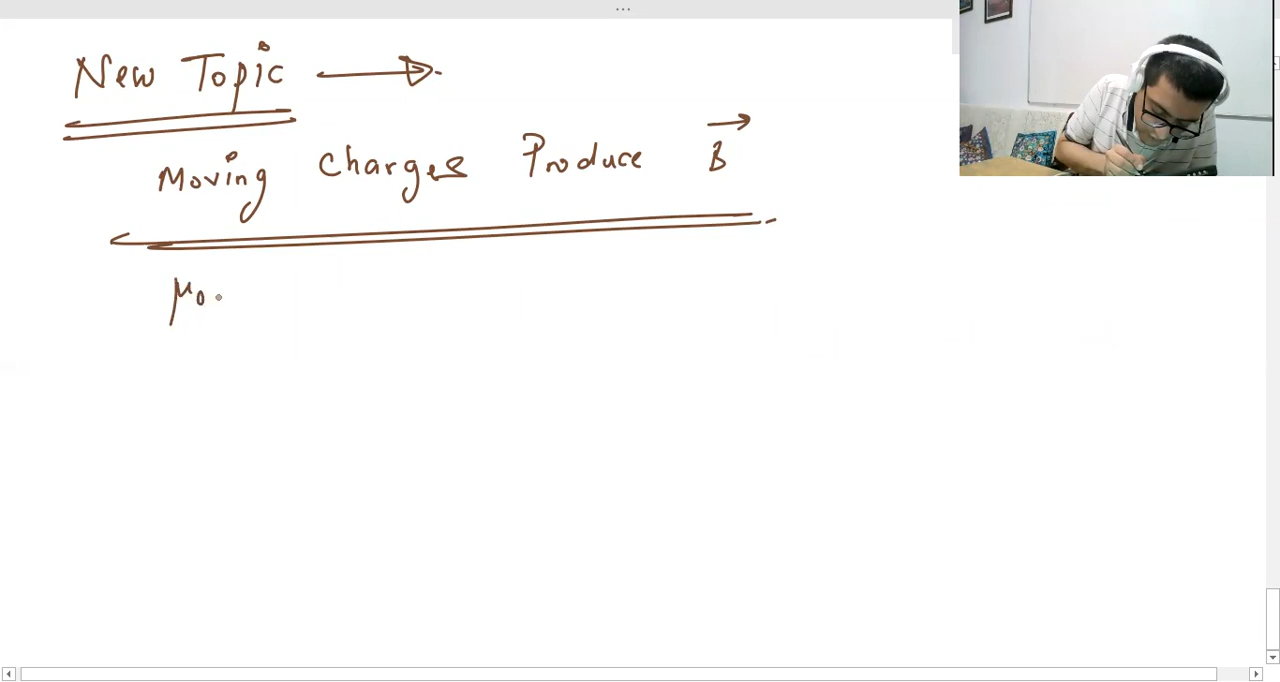 New Topic →
Moving Charges Produce B⃗
μ₀.